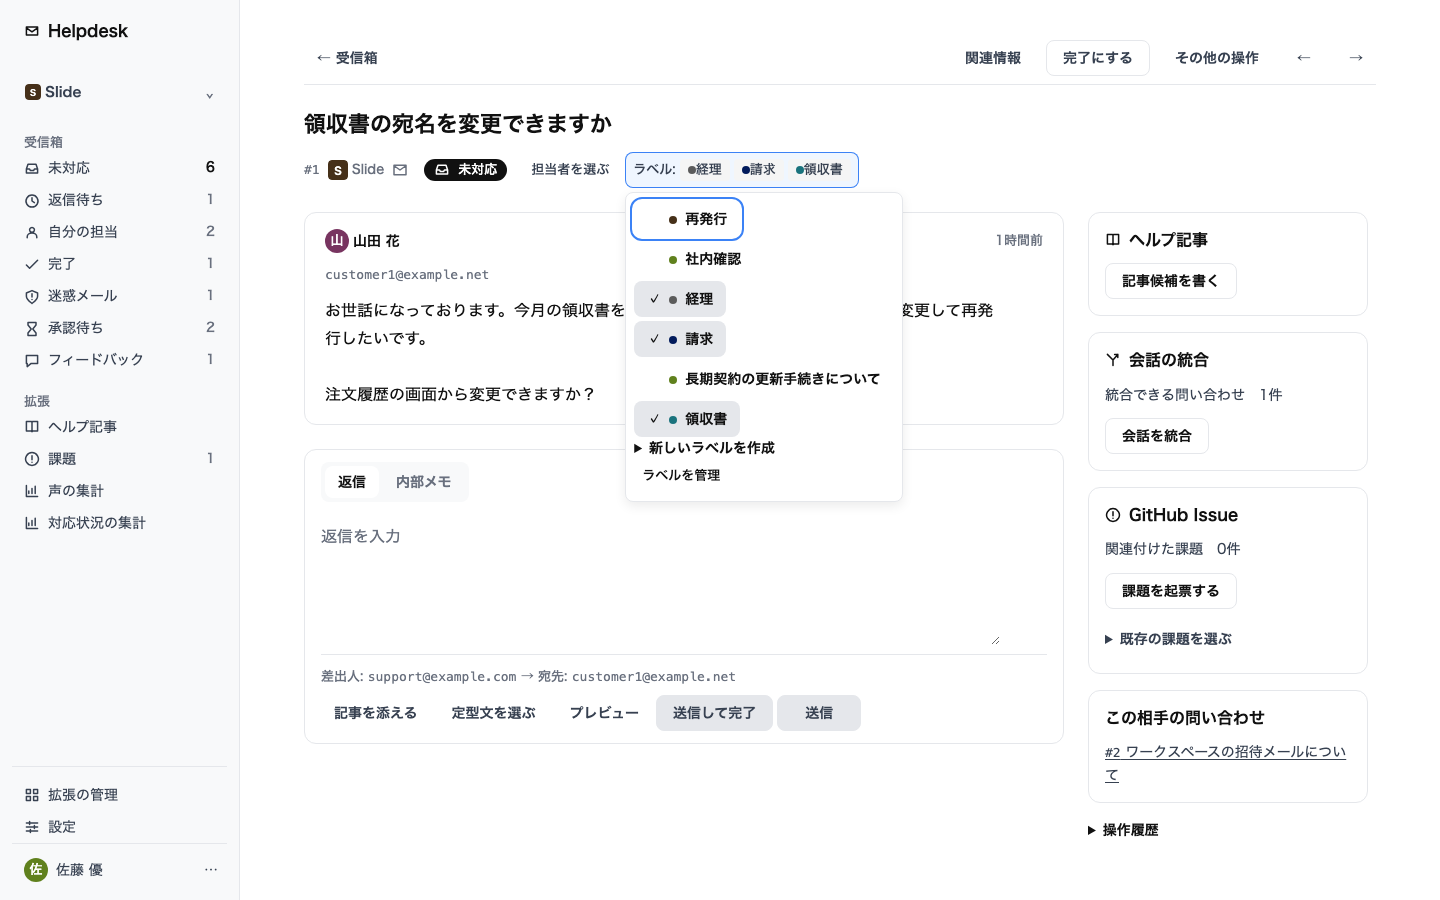 Helpdesk
S Slide
受信箱
未対応 6
返信待ち 1
自分の担当 2
完了 1
迷惑メール 1
承認待ち 2
フィードバック 1
拡張
ヘルプ記事
課題 1
声の集計
対応状況の集計
拡張の管理
設定
佐 佐藤 優 …
← 受信箱
関連情報 完了にする その他の操作 ← →
領収書の宛名を変更できますか
#1 S Slide 未対応 担当者を選ぶ ラベル: 経理 請求 領収書
再発行
社内確認
✓ 経理
✓ 請求
長期契約の更新手続きについて
✓ 領収書
▶ 新しいラベルを作成
ラベルを管理
山 山田 花 1時間前
customer1@example.net
お世話になっております。今月の領収書を 変更して再発
行したいです。
注文履歴の画面から変更できますか？
返信 内部メモ
返信を入力
差出人: support@example.com → 宛先: customer1@example.net
記事を添える 定型文を選ぶ プレビュー 送信して完了 送信
ヘルプ記事
記事候補を書く
会話の統合
統合できる問い合わせ 1件
会話を統合
GitHub Issue
関連付けた課題 0件
課題を起票する
▶ 既存の課題を選ぶ
この相手の問い合わせ
#2 ワークスペースの招待メールについ
て
▶ 操作履歴